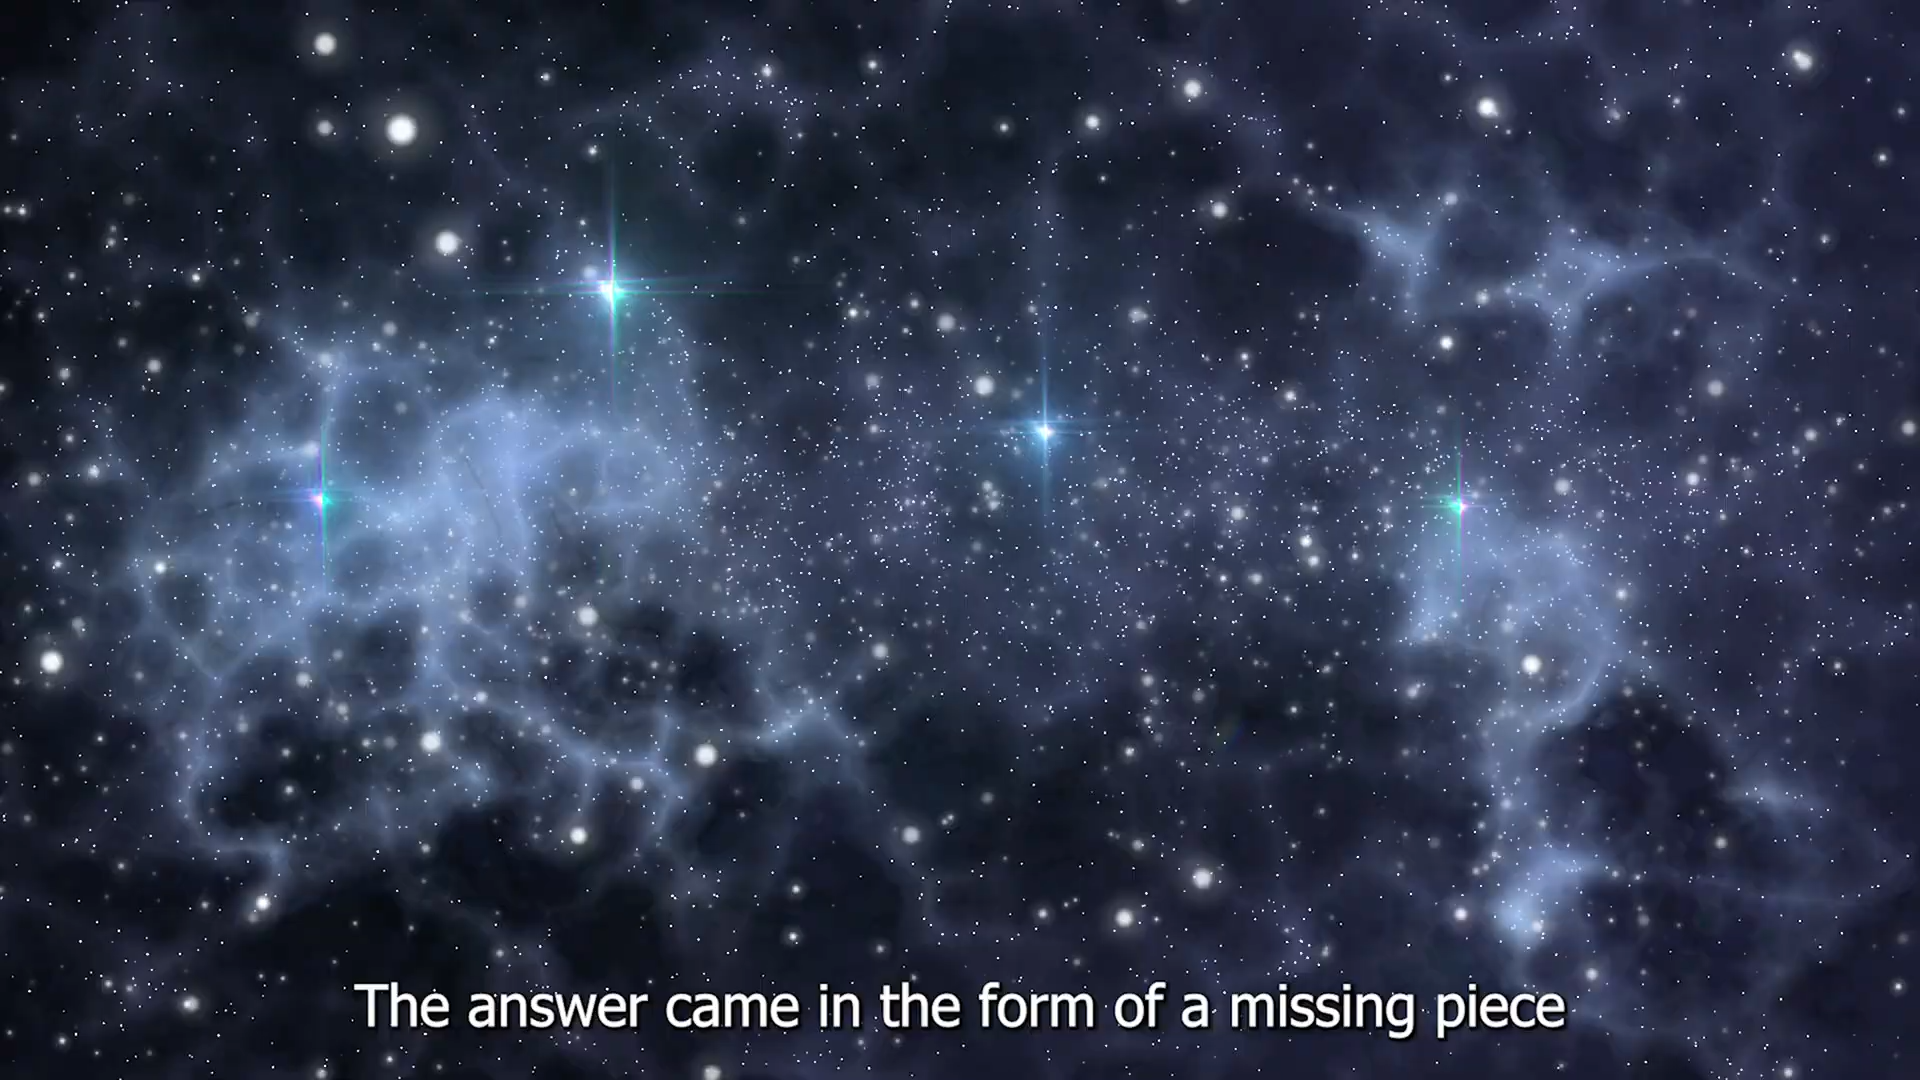 The answer came in the form of a missing piece